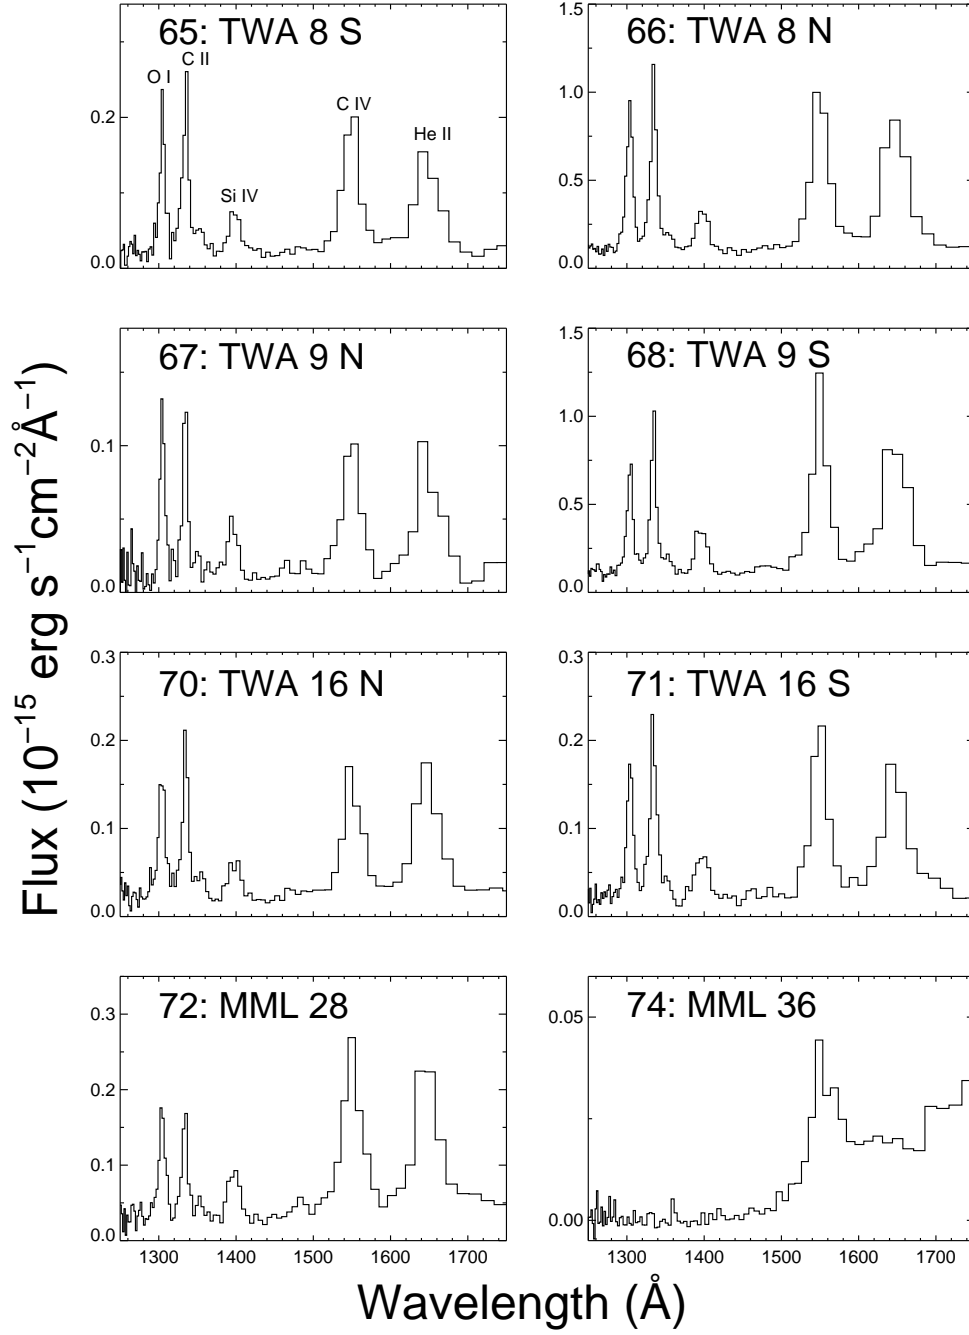 65: TWA 8 S
O I
C II
Si IV
C IV
He II
0.2
0.0
66: TWA 8 N
1.5
1.0
0.5
0.0
67: TWA 9 N
0.1
0.0
68: TWA 9 S
1.5
1.0
0.5
0.0
70: TWA 16 N
0.3
0.2
0.1
0.0
71: TWA 16 S
0.3
0.2
0.1
0.0
72: MML 28
0.3
0.2
0.1
0.0
1300 1400 1500 1600 1700
74: MML 36
0.05
0.00
1300 1400 1500 1600 1700
Flux (10⁻¹⁵ erg s⁻¹cm⁻²Å⁻¹)
Wavelength (Å)